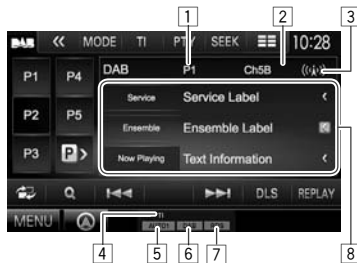 1 2 3
DAB MODE TI PTY SEEK 10:28
P1 P4 DAB P1 Ch5B
Service Service Label
P2 P5 Ensemble Ensemble Label
P3 P Now Playing Text Information
DLS REPLAY
MENU TI
4 5 6 7 8